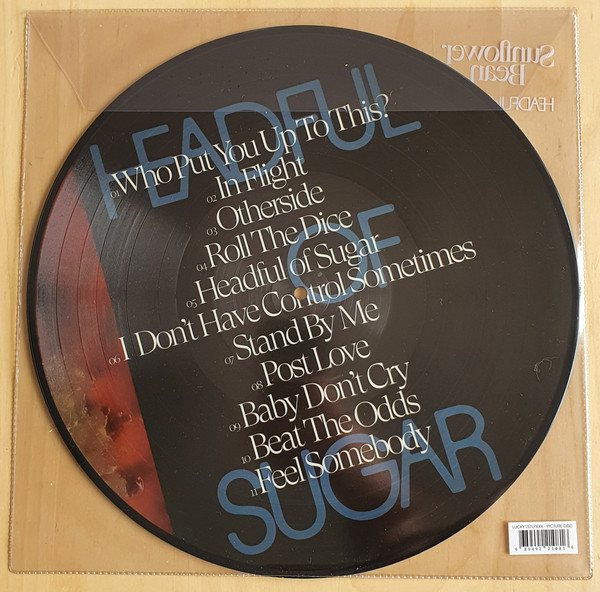 Sunflower
Bean
HEADFUL
HEADFUL
01 Who Put You Up To This?
02 In Flight
03 Otherside
04 Roll The Dice
OF
05 Headful of Sugar
06 I Don't Have Control Sometimes
07 Stand By Me
08 Post Love
09 Baby Don't Cry
10 Beat The Odds
11 Feel Somebody
SUGAR